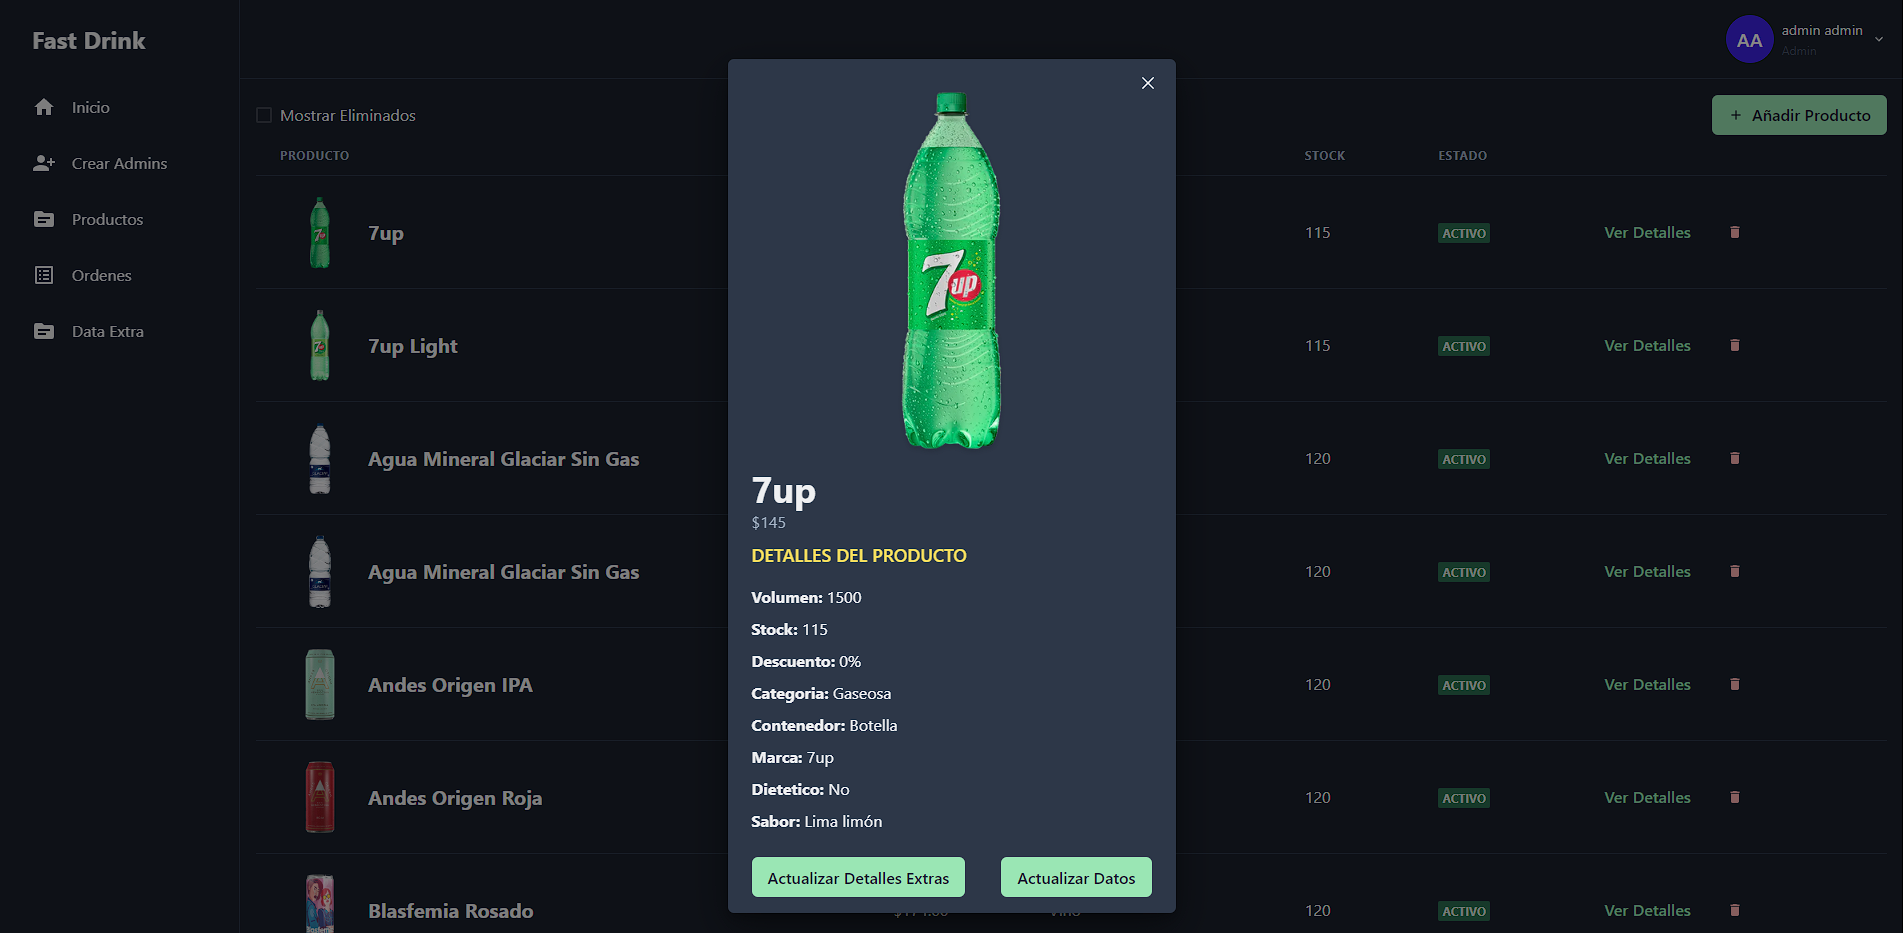 Fast Drink
AA
admin admin
Admin
Inicio
Crear Admins
Productos
Ordenes
Data Extra
Mostrar Eliminados
+ Añadir Producto
PRODUCTO
STOCK
ESTADO
7up
115
ACTIVO
Ver Detalles
7up Light
115
ACTIVO
Ver Detalles
Agua Mineral Glaciar Sin Gas
120
ACTIVO
Ver Detalles
Agua Mineral Glaciar Sin Gas
120
ACTIVO
Ver Detalles
Andes Origen IPA
120
ACTIVO
Ver Detalles
Andes Origen Roja
120
ACTIVO
Ver Detalles
Blasfemia Rosado
120
ACTIVO
Ver Detalles
7up
7up
$145
DETALLES DEL PRODUCTO
Volumen: 1500
Stock: 115
Descuento: 0%
Categoria: Gaseosa
Contenedor: Botella
Marca: 7up
Dietetico: No
Sabor: Lima limón
Actualizar Detalles Extras
Actualizar Datos